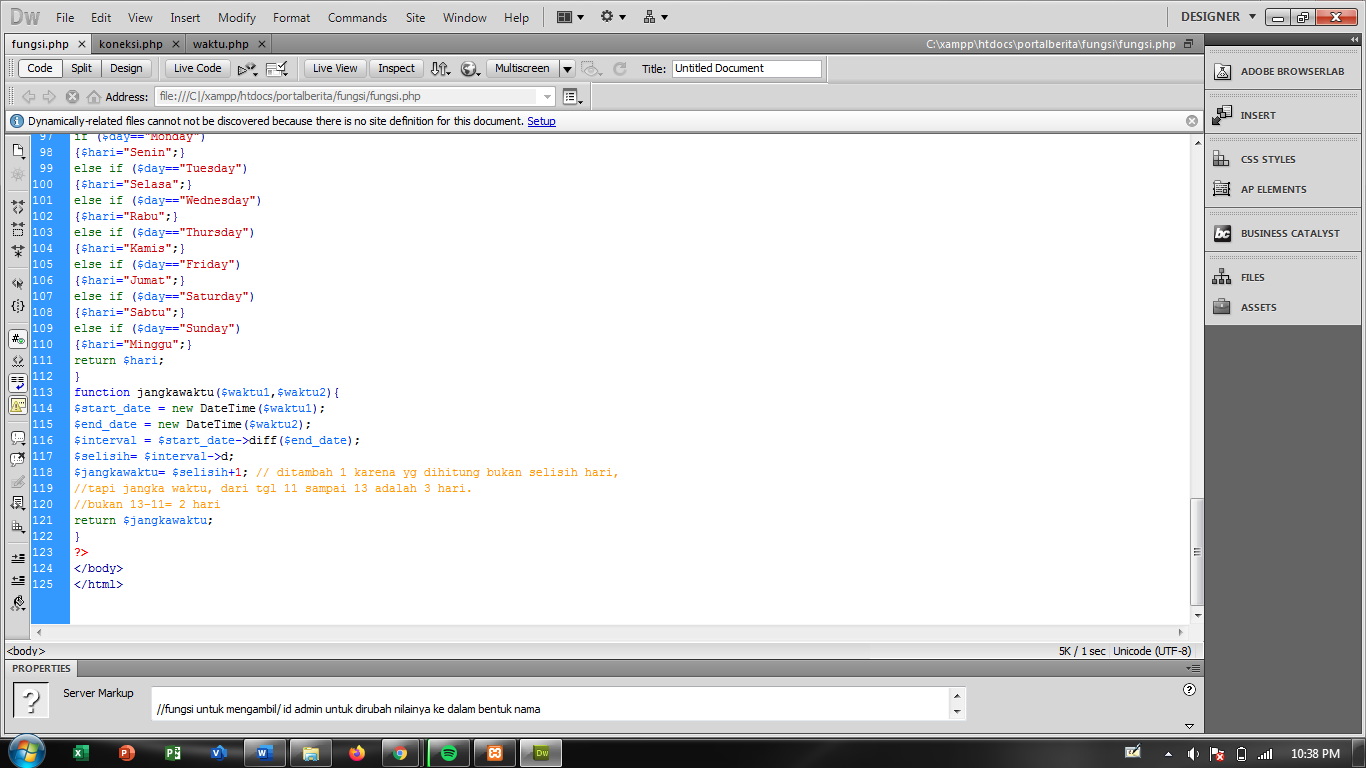 Dw File Edit View Insert Modify Format Commands Site Window Help DESIGNER
fungsi.php koneksi.php waktu.php C:\xampp\htdocs\portalberita\fungsi\fungsi.php
Code Split Design Live Code Live View Inspect Multiscreen Title: Untitled Document
Address: file:///C|/xampp/htdocs/portalberita/fungsi/fungsi.php
Dynamically-related files cannot not be discovered because there is no site definition for this document. Setup
97 if ($day=="Monday")
98 {$hari="Senin";}
99 else if ($day=="Tuesday")
100 {$hari="Selasa";}
101 else if ($day=="Wednesday")
102 {$hari="Rabu";}
103 else if ($day=="Thursday")
104 {$hari="Kamis";}
105 else if ($day=="Friday")
106 {$hari="Jumat";}
107 else if ($day=="Saturday")
108 {$hari="Sabtu";}
109 else if ($day=="Sunday")
110 {$hari="Minggu";}
111 return $hari;
112 }
113 function jangkawaktu($waktu1,$waktu2){
114 $start_date = new DateTime($waktu1);
115 $end_date = new DateTime($waktu2);
116 $interval = $start_date->diff($end_date);
117 $selisih= $interval->d;
118 $jangkawaktu= $selisih+1; // ditambah 1 karena yg dihitung bukan selisih hari,
119 //tapi jangka waktu, dari tgl 11 sampai 13 adalah 3 hari.
120 //bukan 13-11= 2 hari
121 return $jangkawaktu;
122 }
123 ?>
124 </body>
125 </html>
<body> 5K / 1 sec Unicode (UTF-8)
PROPERTIES
Server Markup
//fungsi untuk mengambil/ id admin untuk dirubah nilainya ke dalam bentuk nama
ADOBE BROWSERLAB
INSERT
CSS STYLES
AP ELEMENTS
BUSINESS CATALYST
FILES
ASSETS
10:38 PM